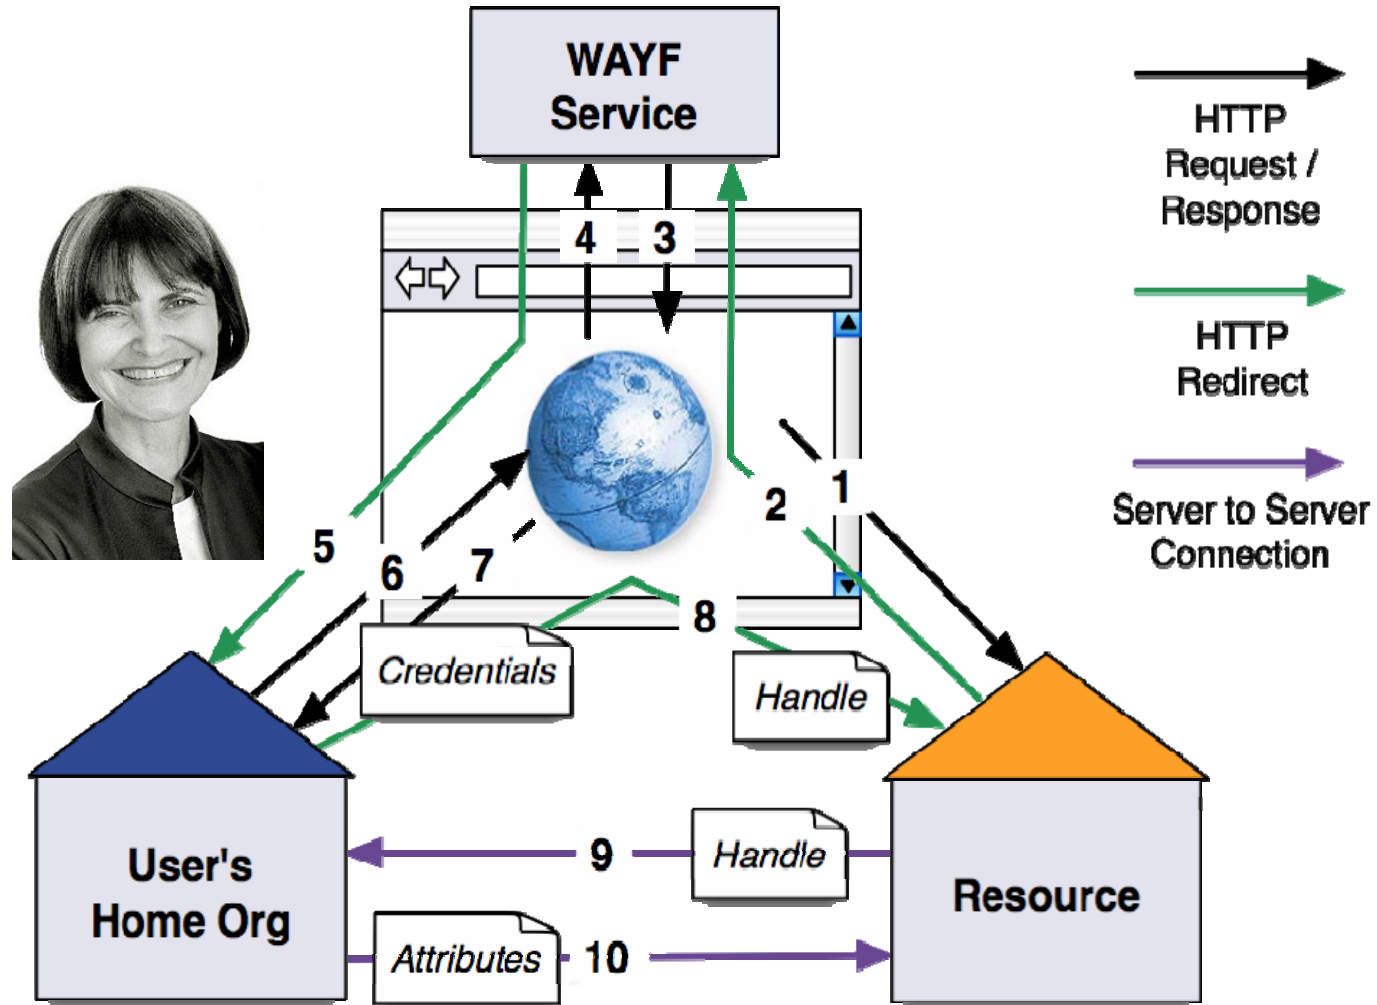 WAYF
Service
HTTP
Request /
Response
4
3
HTTP
Redirect
1
2
5
6
7
Server to Server
Connection
8
Credentials
Handle
User's
Home Org
9
Handle
Resource
Attributes
10